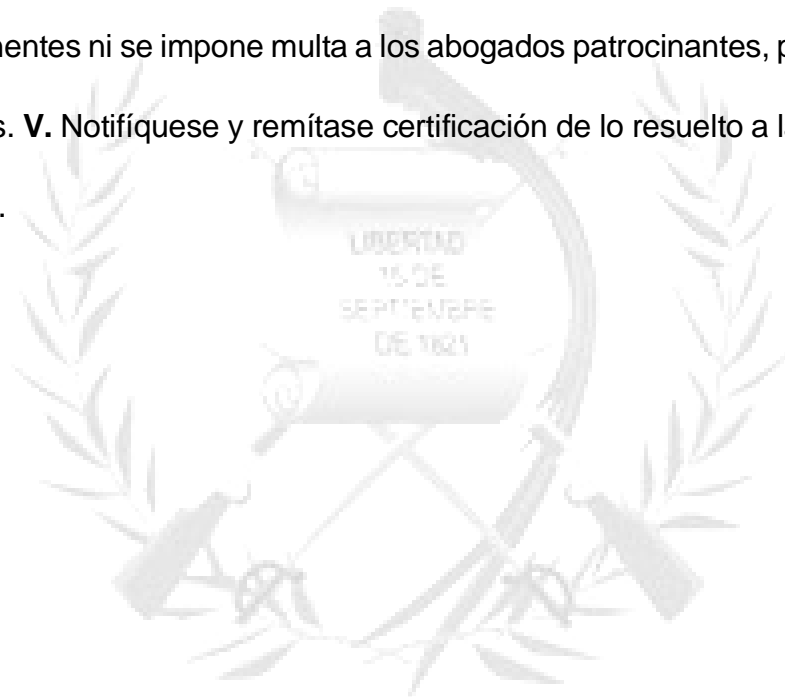 nentes ni se impone multa a los abogados patrocinantes, p
s. V. Notifíquese y remítase certificación de lo resuelto a l
.
LIBERTAD
15 DE
SEPTIEMBRE
DE 1821